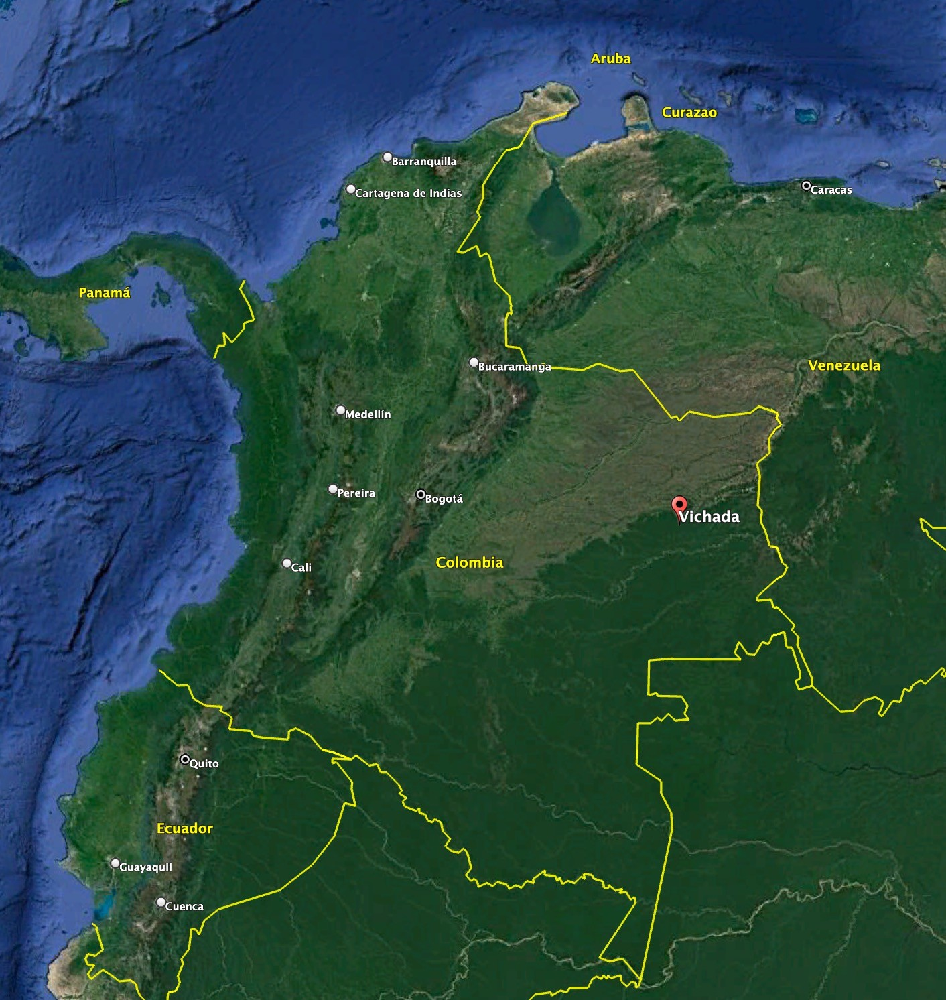 Aruba
Curazao
Barranquilla
Cartagena de Indias
Caracas
Panamá
Venezuela
Bucaramanga
Medellín
Pereira
Bogotá
Vichada
Colombia
Cali
Quito
Ecuador
Guayaquil
Cuenca